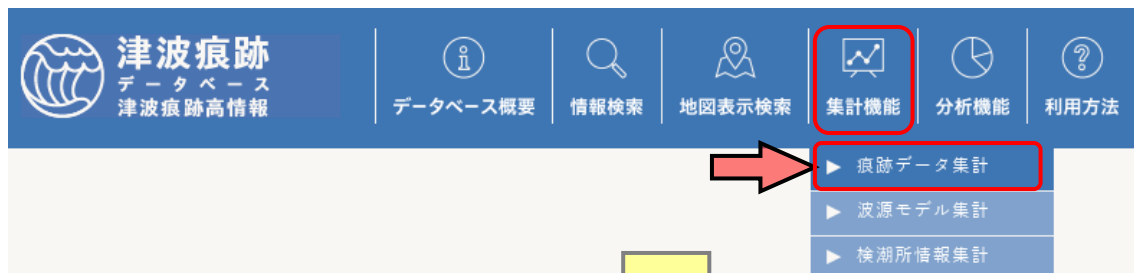 津波痕跡
データベース
津波痕跡高情報
データベース概要
情報検索
地図表示検索
集計機能
分析機能
利用方法
▶ 痕跡データ集計
▶ 波源モデル集計
▶ 検潮所情報集計